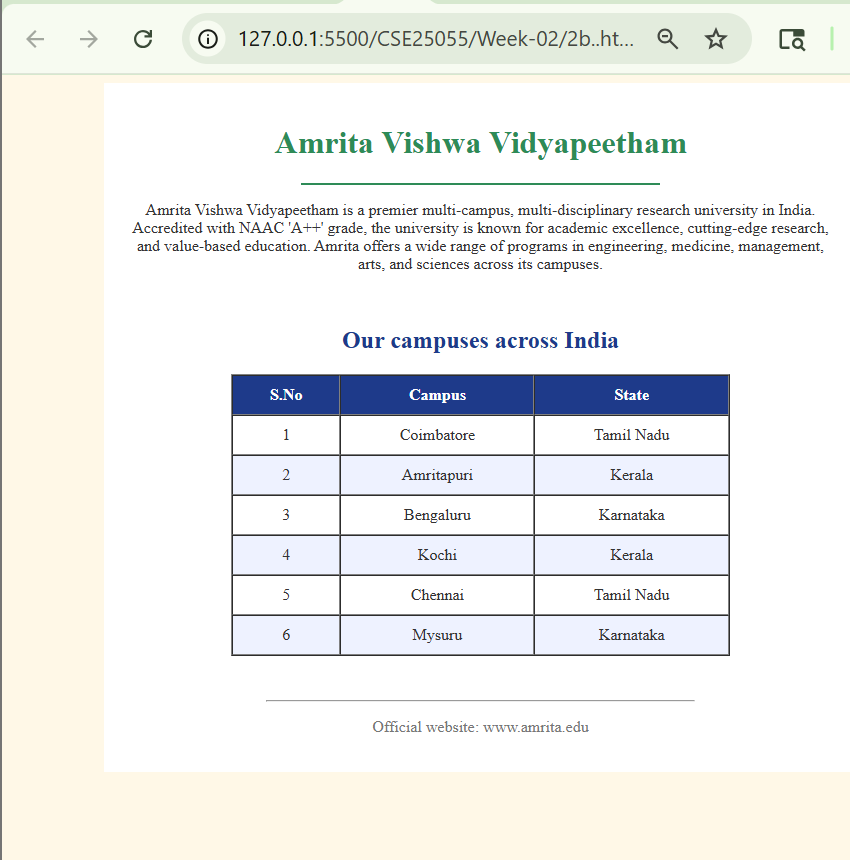 127.0.0.1:5500/CSE25055/Week-02/2b..ht...
Amrita Vishwa Vidyapeetham
Amrita Vishwa Vidyapeetham is a premier multi-campus, multi-disciplinary research university in India.
Accredited with NAAC 'A++' grade, the university is known for academic excellence, cutting-edge research,
and value-based education. Amrita offers a wide range of programs in engineering, medicine, management,
arts, and sciences across its campuses.
Our campuses across India
S.No Campus State
1 Coimbatore Tamil Nadu
2 Amritapuri Kerala
3 Bengaluru Karnataka
4 Kochi Kerala
5 Chennai Tamil Nadu
6 Mysuru Karnataka
Official website: www.amrita.edu